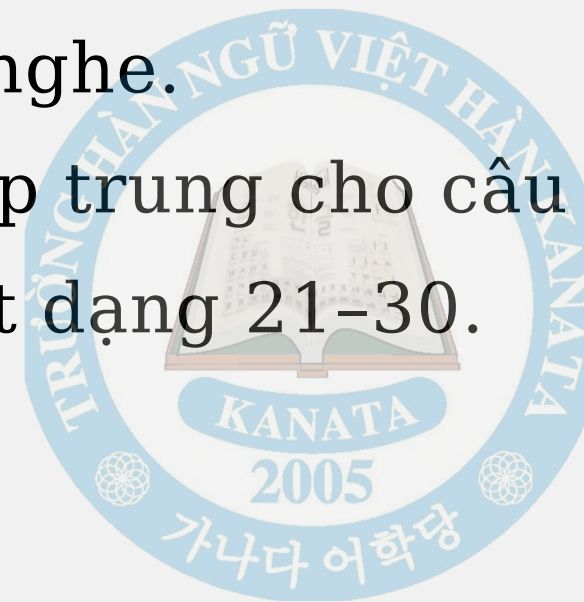 nghe.
p trung cho câu
t dạng 21–30.
TRƯỜNG HÀN NGỮ VIỆT HÀN KANATA
KANATA
2005
가나다 어학당